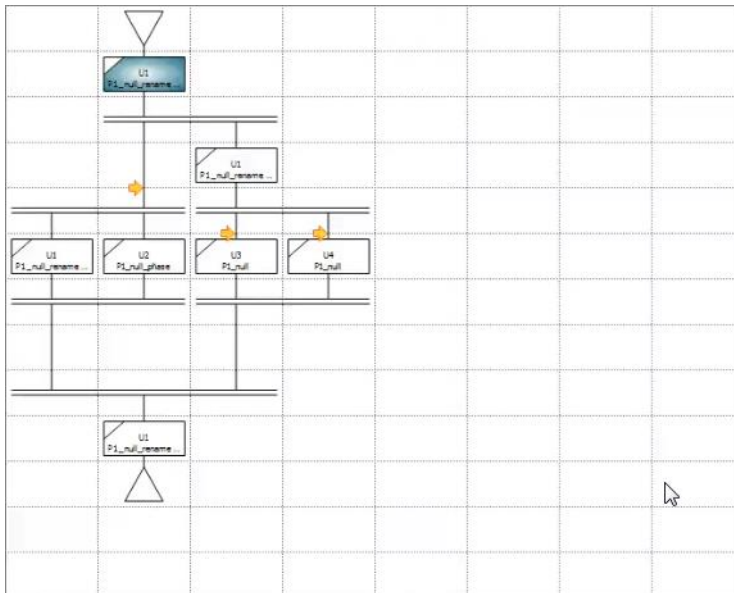 U1
P1_null_rename ...
U1
P1_null_rename ...
U1
P1_null_rename ...
U2
P1_null_phase
U3
P1_null
U4
P1_null
U1
P1_null_rename ...